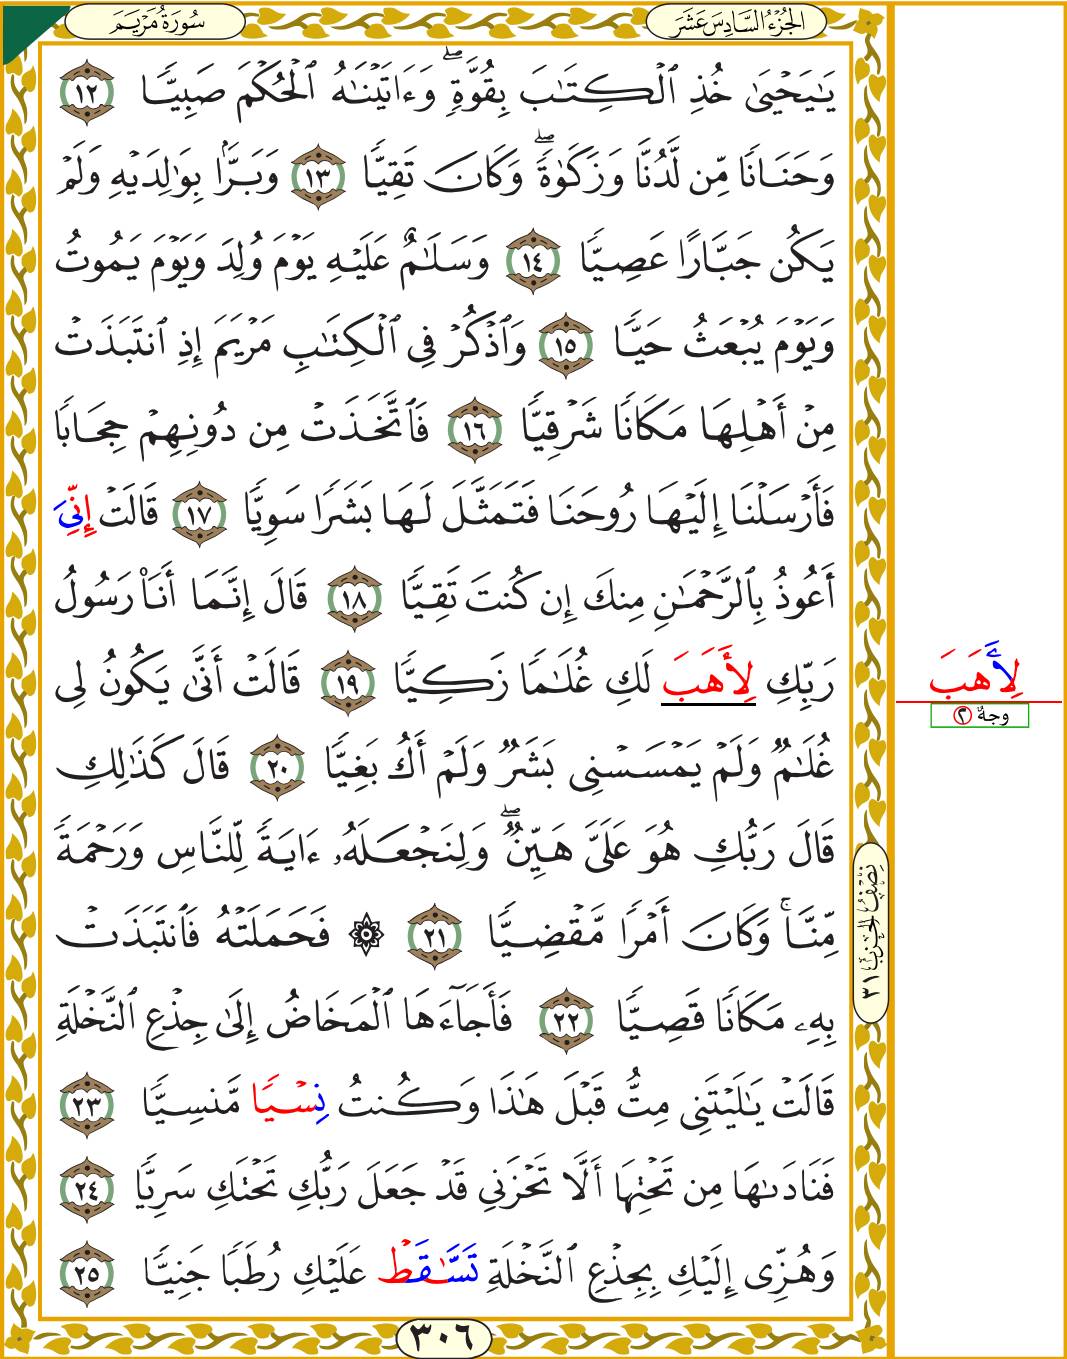 سُورَةُ مَرْيَمَ
الجُزْءُ السَّادِسَ عَشَرَ
يَـٰيَحْيَىٰ خُذِ ٱلْكِتَـٰبَ بِقُوَّةٍۖ وَءَاتَيْنَـٰهُ ٱلْحُكْمَ صَبِيًّا ١٢
وَحَنَانًا مِّن لَّدُنَّا وَزَكَوٰةًۖ وَكَانَ تَقِيًّا ١٣ وَبَرًّۢا بِوَٰلِدَيْهِ وَلَمْ
يَكُن جَبَّارًا عَصِيًّا ١٤ وَسَلَـٰمٌ عَلَيْهِ يَوْمَ وُلِدَ وَيَوْمَ يَمُوتُ
وَيَوْمَ يُبْعَثُ حَيًّا ١٥ وَٱذْكُرْ فِى ٱلْكِتَـٰبِ مَرْيَمَ إِذِ ٱنتَبَذَتْ
مِنْ أَهْلِهَا مَكَانًا شَرْقِيًّا ١٦ فَٱتَّخَذَتْ مِن دُونِهِمْ حِجَابًا
فَأَرْسَلْنَا إِلَيْهَا رُوحَنَا فَتَمَثَّلَ لَهَا بَشَرًا سَوِيًّا ١٧ قَالَتْ إِنِّىَ
أَعُوذُ بِٱلرَّحْمَـٰنِ مِنكَ إِن كُنتَ تَقِيًّا ١٨ قَالَ إِنَّمَا أَنَا۠ رَسُولُ
رَبِّكِ لِأَهَبَ لَكِ غُلَـٰمًا زَكِيًّا ١٩ قَالَتْ أَنَّىٰ يَكُونُ لِى
غُلَـٰمٌ وَلَمْ يَمْسَسْنِى بَشَرٌ وَلَمْ أَكُ بَغِيًّا ٢٠ قَالَ كَذَٰلِكِ
قَالَ رَبُّكِ هُوَ عَلَىَّ هَيِّنٌۖ وَلِنَجْعَلَهُۥ ءَايَةً لِّلنَّاسِ وَرَحْمَةً
مِّنَّاۚ وَكَانَ أَمْرًا مَّقْضِيًّا ٢١ ۞ فَحَمَلَتْهُ فَٱنتَبَذَتْ
بِهِۦ مَكَانًا قَصِيًّا ٢٢ فَأَجَآءَهَا ٱلْمَخَاضُ إِلَىٰ جِذْعِ ٱلنَّخْلَةِ
قَالَتْ يَـٰلَيْتَنِى مِتُّ قَبْلَ هَـٰذَا وَكُنتُ نِسْيًا مَّنسِيًّا ٢٣
فَنَادَىٰهَا مِن تَحْتِهَا أَلَّا تَحْزَنِى قَدْ جَعَلَ رَبُّكِ تَحْتَكِ سَرِيًّا ٢٤
وَهُزِّى إِلَيْكِ بِجِذْعِ ٱلنَّخْلَةِ تَسَّـٰقَطْ عَلَيْكِ رُطَبًا جَنِيًّا ٢٥
٣٠٦
لِأَهَبَ
وجهٌ ٢
نِصْفُ الحِزْبِ ٣١